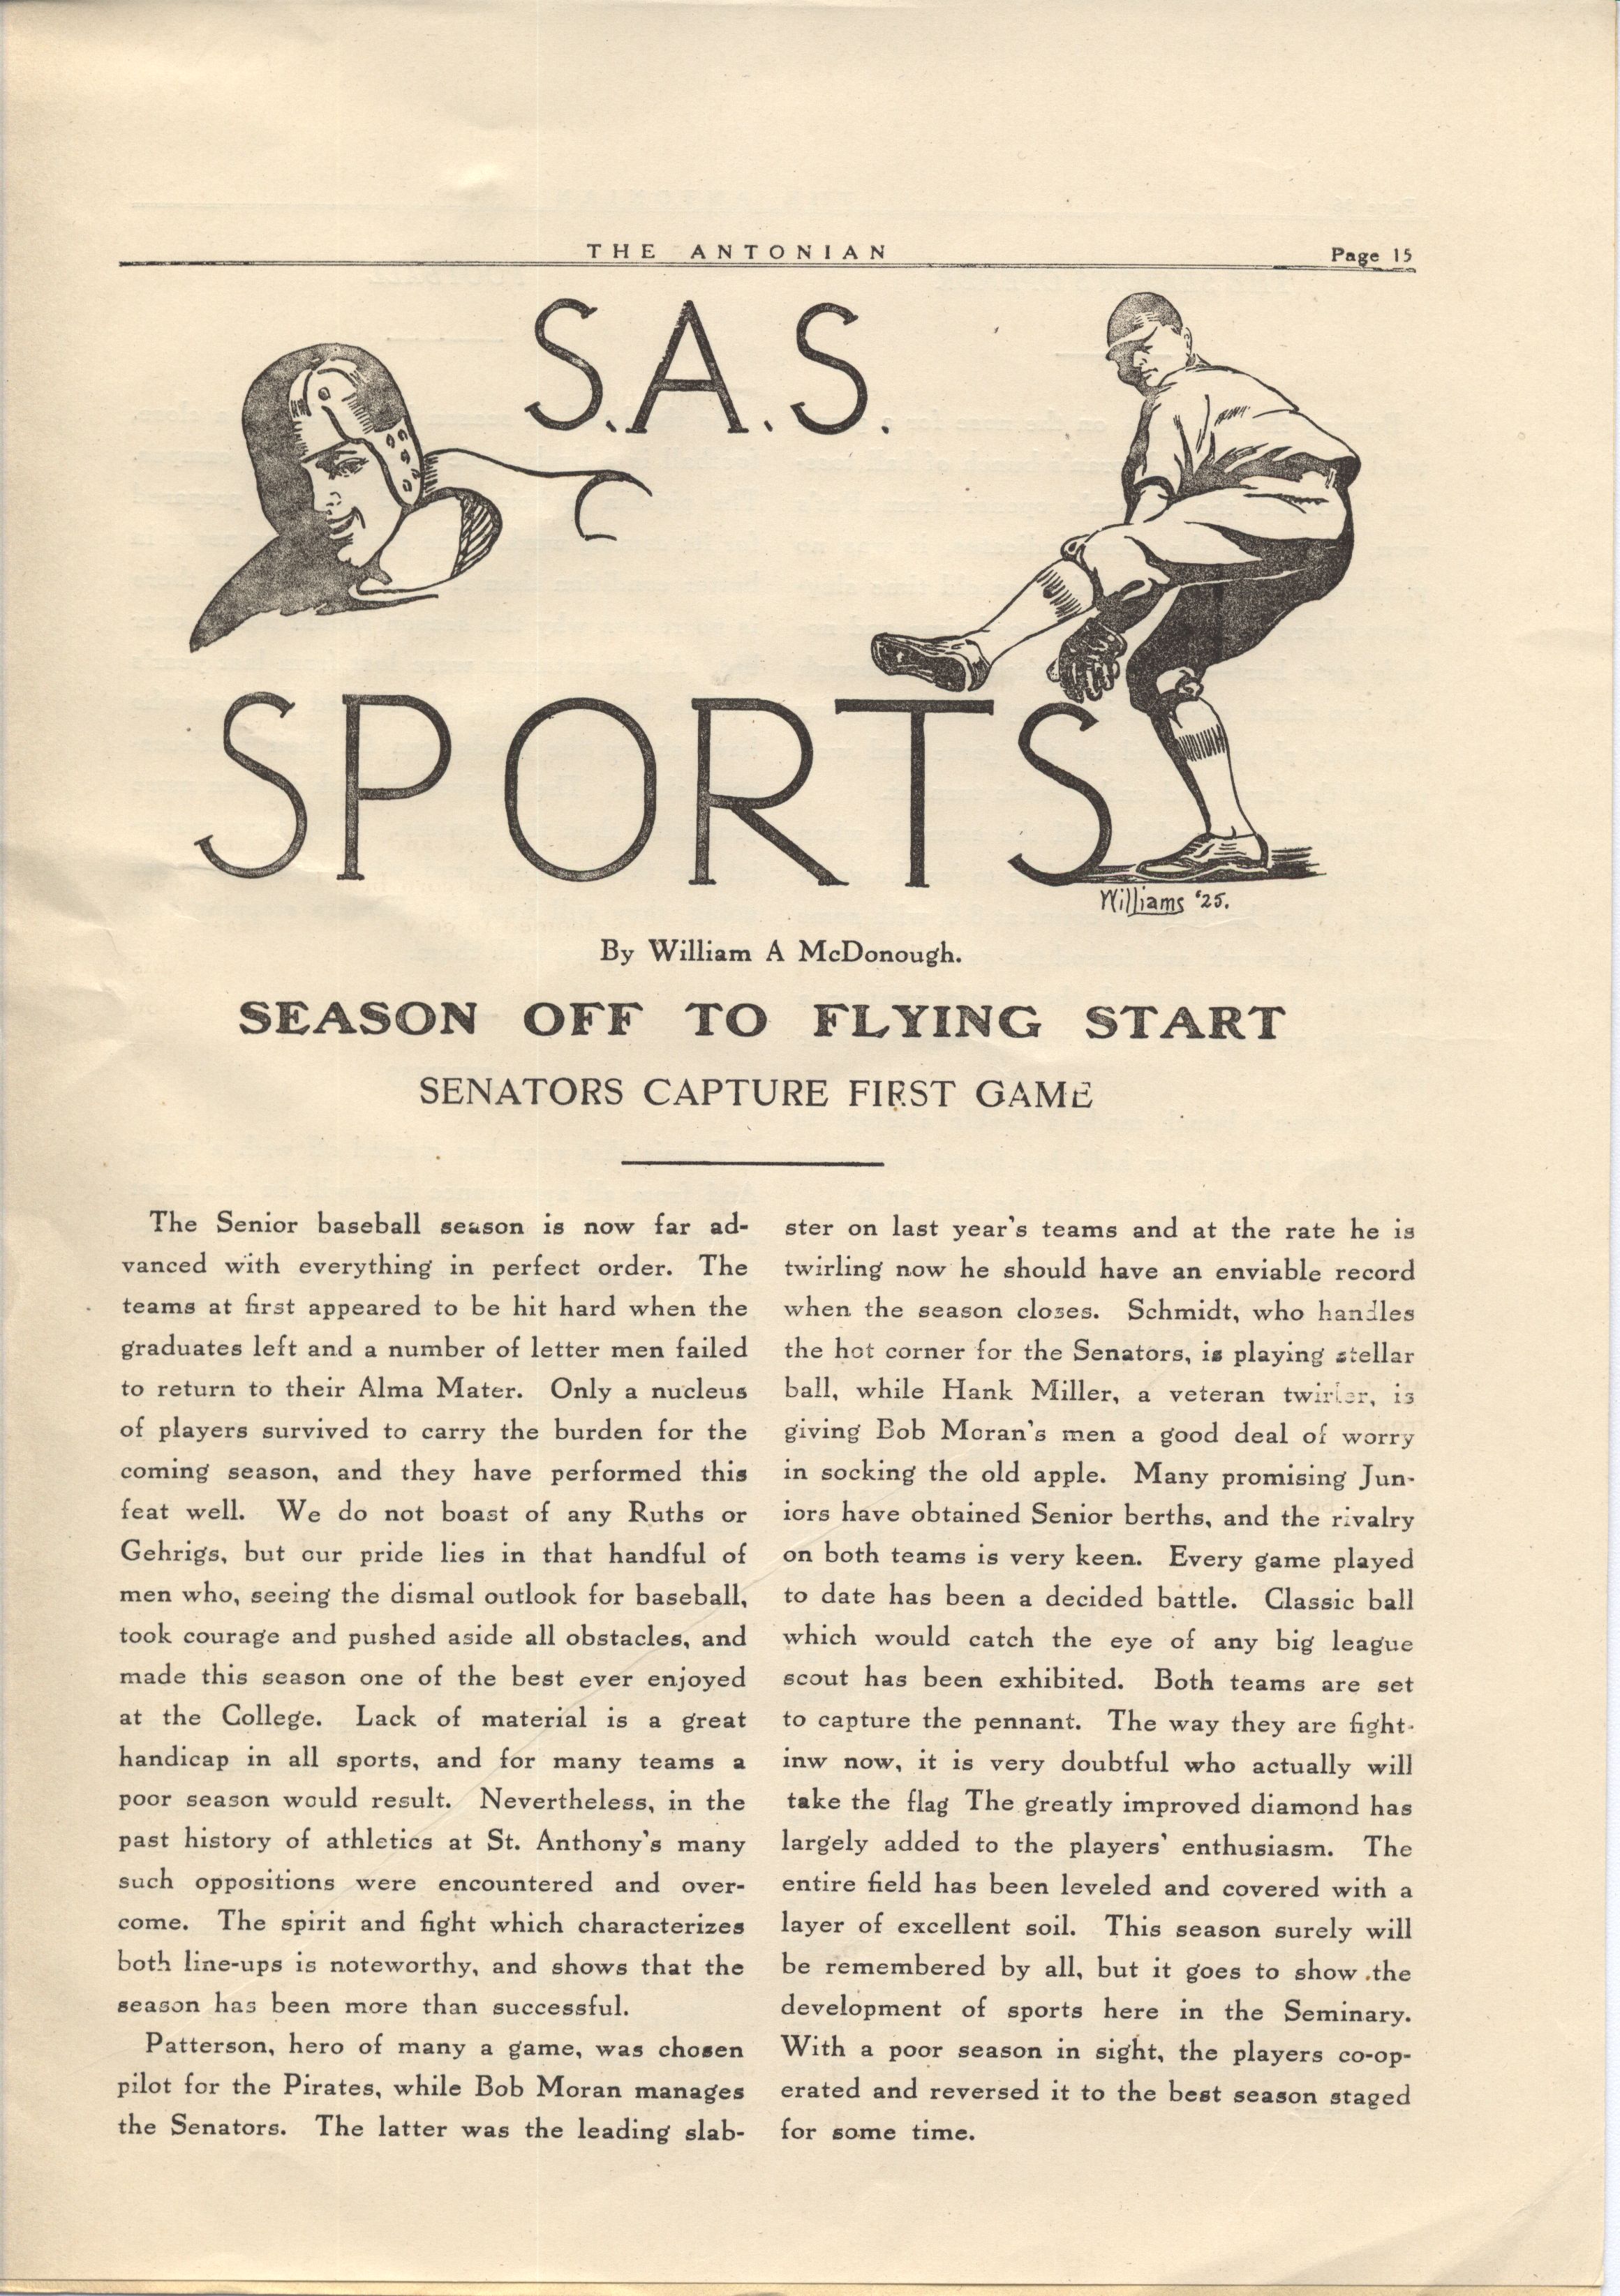 THE ANTONIAN Page 15
S.A.S.
SPORTS
Williams '25.
By William A McDonough.
SEASON OFF TO FLYING START
SENATORS CAPTURE FIRST GAME
The Senior baseball season is now far ad-
vanced with everything in perfect order. The
teams at first appeared to be hit hard when the
graduates left and a number of letter men failed
to return to their Alma Mater. Only a nucleus
of players survived to carry the burden for the
coming season, and they have performed this
feat well. We do not boast of any Ruths or
Gehrigs, but our pride lies in that handful of
men who, seeing the dismal outlook for baseball,
took courage and pushed aside all obstacles, and
made this season one of the best ever enjoyed
at the College. Lack of material is a great
handicap in all sports, and for many teams a
poor season would result. Nevertheless, in the
past history of athletics at St. Anthony's many
such oppositions were encountered and over-
come. The spirit and fight which characterizes
both line-ups is noteworthy, and shows that the
season has been more than successful.
Patterson, hero of many a game, was chosen
pilot for the Pirates, while Bob Moran manages
the Senators. The latter was the leading slab-
ster on last year's teams and at the rate he is
twirling now he should have an enviable record
when the season closes. Schmidt, who handles
the hot corner for the Senators, is playing stellar
ball, while Hank Miller, a veteran twirler, is
giving Bob Moran's men a good deal of worry
in socking the old apple. Many promising Jun-
iors have obtained Senior berths, and the rivalry
on both teams is very keen. Every game played
to date has been a decided battle. Classic ball
which would catch the eye of any big league
scout has been exhibited. Both teams are set
to capture the pennant. The way they are fight-
inw now, it is very doubtful who actually will
take the flag The greatly improved diamond has
largely added to the players' enthusiasm. The
entire field has been leveled and covered with a
layer of excellent soil. This season surely will
be remembered by all, but it goes to show .the
development of sports here in the Seminary.
With a poor season in sight, the players co-op-
erated and reversed it to the best season staged
for some time.